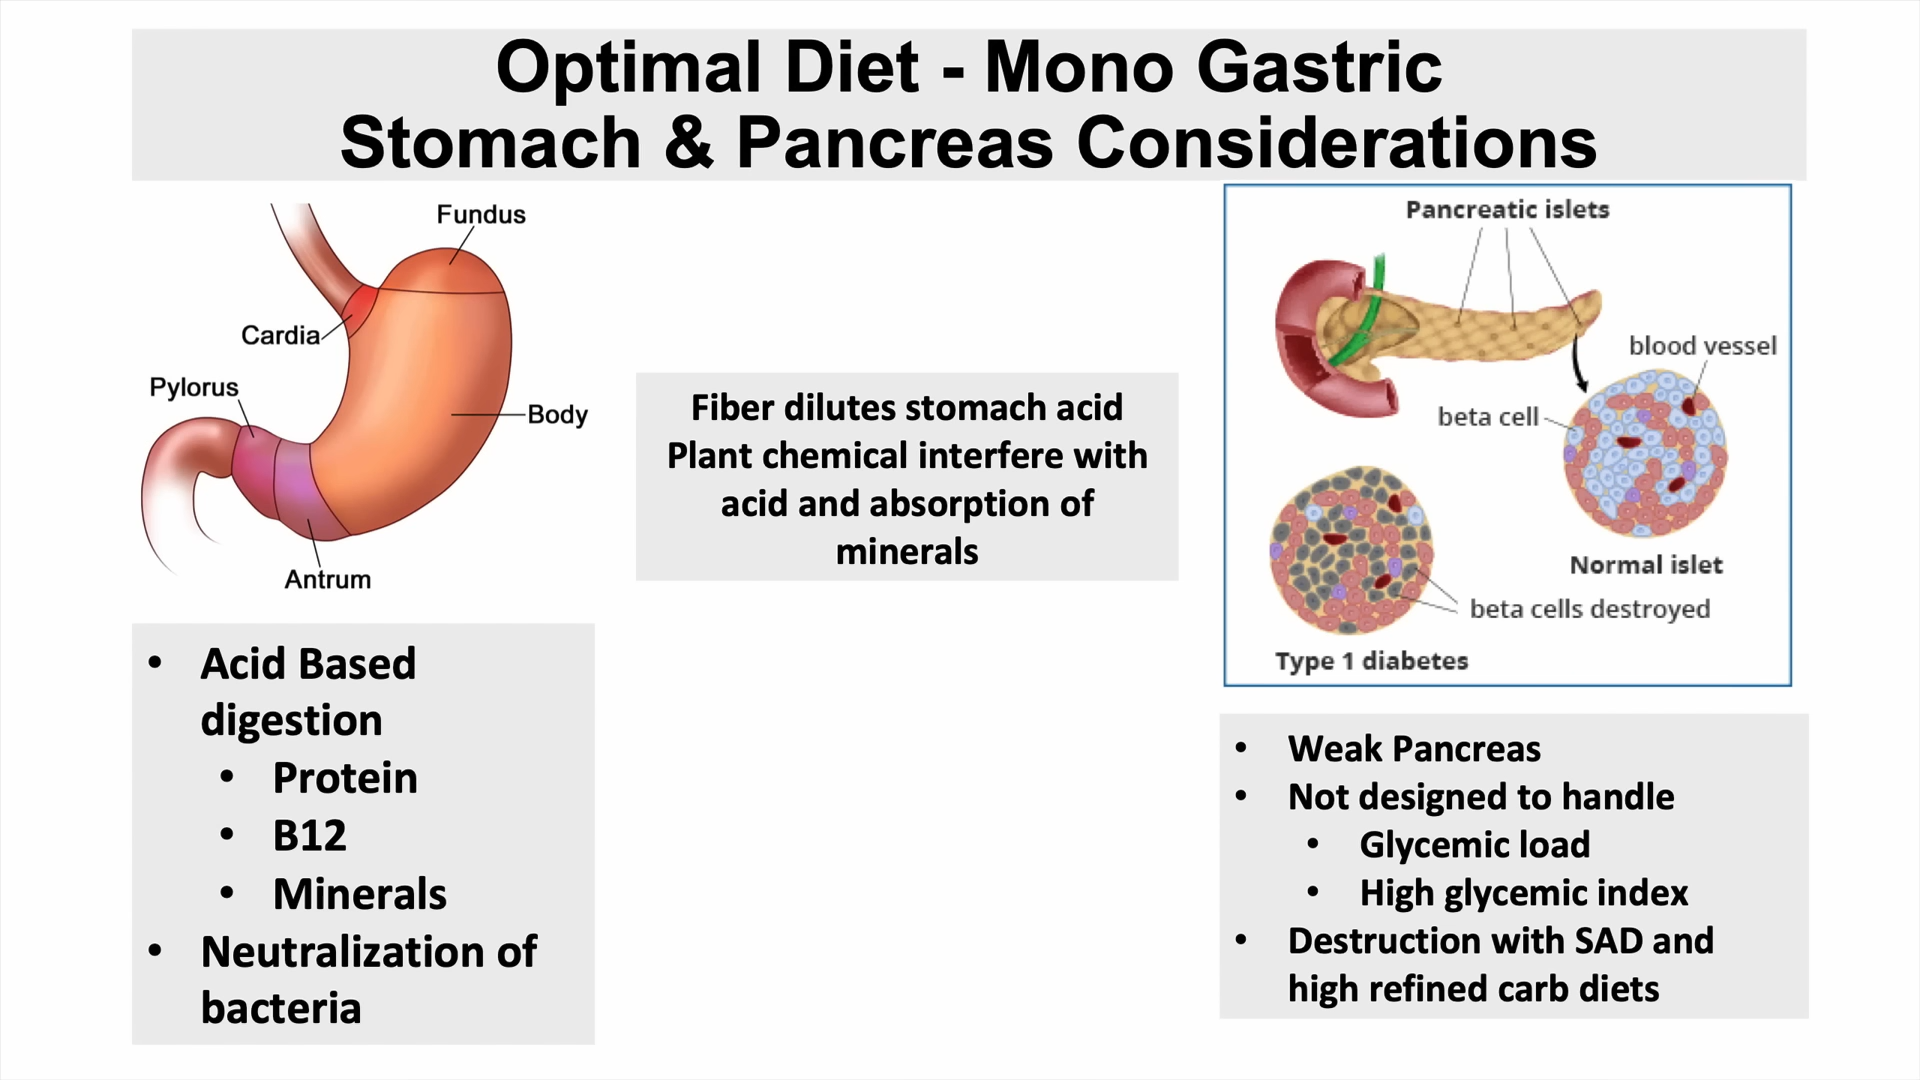 Optimal Diet - Mono Gastric
Stomach & Pancreas Considerations
Fundus
Cardia
Pylorus
Body
Antrum
• Acid Based
digestion
• Protein
• B12
• Minerals
• Neutralization of
bacteria
Fiber dilutes stomach acid
Plant chemical interfere with
acid and absorption of
minerals
Pancreatic islets
blood vessel
beta cell
Normal islet
beta cells destroyed
Type 1 diabetes
• Weak Pancreas
• Not designed to handle
• Glycemic load
• High glycemic index
• Destruction with SAD and
high refined carb diets